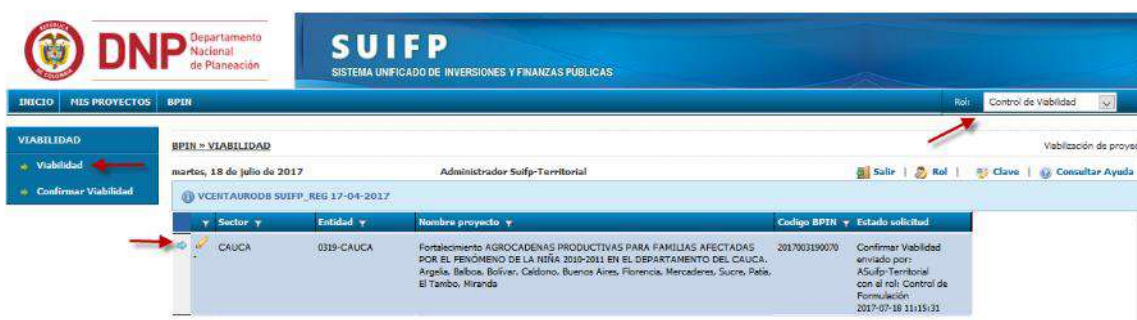 DNP Departamento
Nacional
de Planeación
SUIFP
SISTEMA UNIFICADO DE INVERSIONES Y FINANZAS PÚBLICAS
INICIO MIS PROYECTOS BPIN
Rol: Control de Viabilidad
VIABILIDAD
Viabilidad
Confirmar Viabilidad
BPIN » VIABILIDAD
Viabilización de proyec
martes, 18 de julio de 2017 Administrador Suifp-Territorial Salir | Rol | Clave | Consultar Ayuda
VCENTAURODB SUIFP_REG 17-04-2017
Sector Entidad Nombre proyecto Codigo BPIN Estado solicitud
CAUCA 0319-CAUCA Fortalecimiento AGROCADENAS PRODUCTIVAS PARA FAMILIAS AFECTADAS 2017003190070 Confirmar Viabilidad
POR EL FENÓMENO DE LA NIÑA 2010-2011 EN EL DEPARTAMENTO DEL CAUCA. enviado por:
Argelia, Balboa, Bolívar, Caldono, Buenos Aires, Florencia, Mercaderes, Sucre, Patía, ASuifp-Territorial
El Tambo, Miranda con el rol: Control de
Formulación
2017-07-18 11:15:31